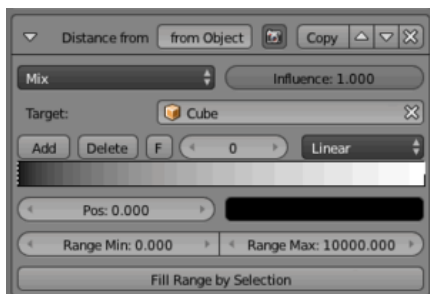 Distance from from Object Copy
Mix Influence: 1.000
Target: Cube
Add Delete F 0 Linear
Pos: 0.000
Range Min: 0.000 Range Max: 10000.000
Fill Range by Selection